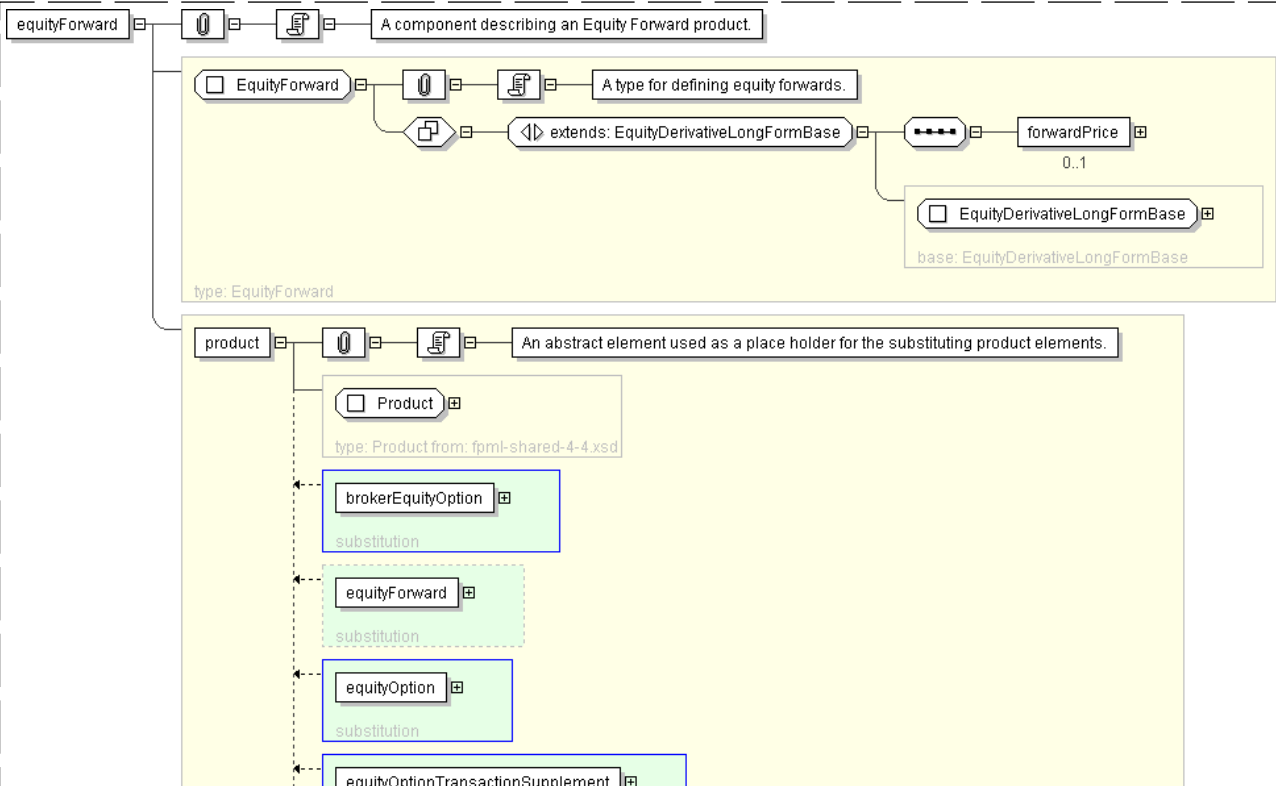 equityForward
A component describing an Equity Forward product.
EquityForward
A type for defining equity forwards.
extends: EquityDerivativeLongFormBase
forwardPrice
0..1
EquityDerivativeLongFormBase
base: EquityDerivativeLongFormBase
type: EquityForward
product
An abstract element used as a place holder for the substituting product elements.
Product
type: Product from: fpml-shared-4-4.xsd
brokerEquityOption
substitution
equityForward
substitution
equityOption
substitution
equityOptionTransactionSupplement